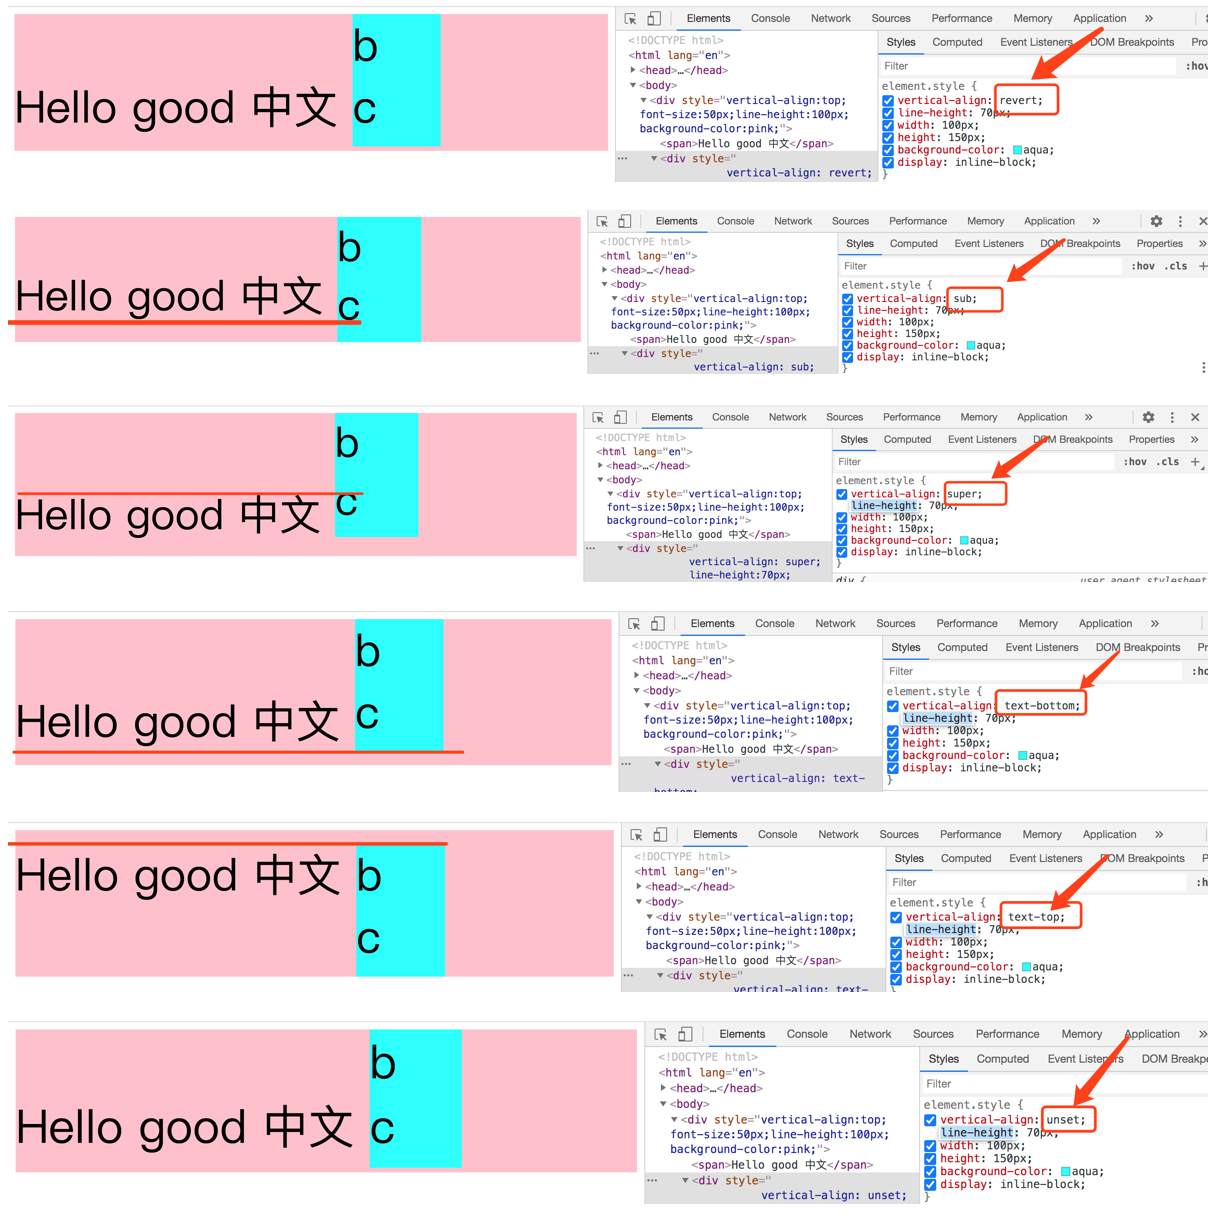 b
Hello good 中文 c
Elements Console Network Sources Performance Memory Application »
<!DOCTYPE html>
<html lang="en">
<head>…</head>
<body>
<div style="vertical-align:top;
font-size:50px;line-height:100px;
background-color:pink;">
<span>Hello good 中文</span>
… <div style="
vertical-align: revert;
Styles Computed Event Listeners DOM Breakpoints Pro
Filter :hov
element.style {
vertical-align: revert;
line-height: 70px;
width: 100px;
height: 150px;
background-color: aqua;
display: inline-block;
}
b
Hello good 中文 c
Elements Console Network Sources Performance Memory Application »
<!DOCTYPE html>
<html lang="en">
<head>…</head>
<body>
<div style="vertical-align:top;
font-size:50px;line-height:100px;
background-color:pink;">
<span>Hello good 中文</span>
… <div style="
vertical-align: sub;
Styles Computed Event Listeners DOM Breakpoints Properties »
Filter :hov .cls +
element.style {
vertical-align: sub;
line-height: 70px;
width: 100px;
height: 150px;
background-color: aqua;
display: inline-block;
}
b
Hello good 中文 c
Elements Console Network Sources Performance Memory Application »
<!DOCTYPE html>
<html lang="en">
<head>…</head>
<body>
<div style="vertical-align:top;
font-size:50px;line-height:100px;
background-color:pink;">
<span>Hello good 中文</span>
… <div style="
vertical-align: super;
line-height:70px;
Styles Computed Event Listeners DOM Breakpoints Properties »
Filter :hov .cls +
element.style {
vertical-align: super;
line-height: 70px;
width: 100px;
height: 150px;
background-color: aqua;
display: inline-block;
}
div { user agent stylesheet
b
Hello good 中文 c
Elements Console Network Sources Performance Memory Application »
<!DOCTYPE html>
<html lang="en">
<head>…</head>
<body>
<div style="vertical-align:top;
font-size:50px;line-height:100px;
background-color:pink;">
<span>Hello good 中文</span>
… <div style="
vertical-align: text-
bottom;
Styles Computed Event Listeners DOM Breakpoints Pr
Filter :hc
element.style {
vertical-align: text-bottom;
line-height: 70px;
width: 100px;
height: 150px;
background-color: aqua;
display: inline-block;
}
Hello good 中文 b
c
Elements Console Network Sources Performance Memory Application »
<!DOCTYPE html>
<html lang="en">
<head>…</head>
<body>
<div style="vertical-align:top;
font-size:50px;line-height:100px;
background-color:pink;">
<span>Hello good 中文</span>
… <div style="
vertical-align: text-
Styles Computed Event Listeners DOM Breakpoints P
Filter :h
element.style {
vertical-align: text-top;
line-height: 70px;
width: 100px;
height: 150px;
background-color: aqua;
display: inline-block;
}
b
Hello good 中文 c
Elements Console Network Sources Performance Memory Application »
<!DOCTYPE html>
<html lang="en">
<head>…</head>
<body>
<div style="vertical-align:top;
font-size:50px;line-height:100px;
background-color:pink;">
<span>Hello good 中文</span>
… <div style="
vertical-align: unset;
Styles Computed Event Listeners DOM Breakp
Filter
element.style {
vertical-align: unset;
line-height: 70px;
width: 100px;
height: 150px;
background-color: aqua;
display: inline-block;
}